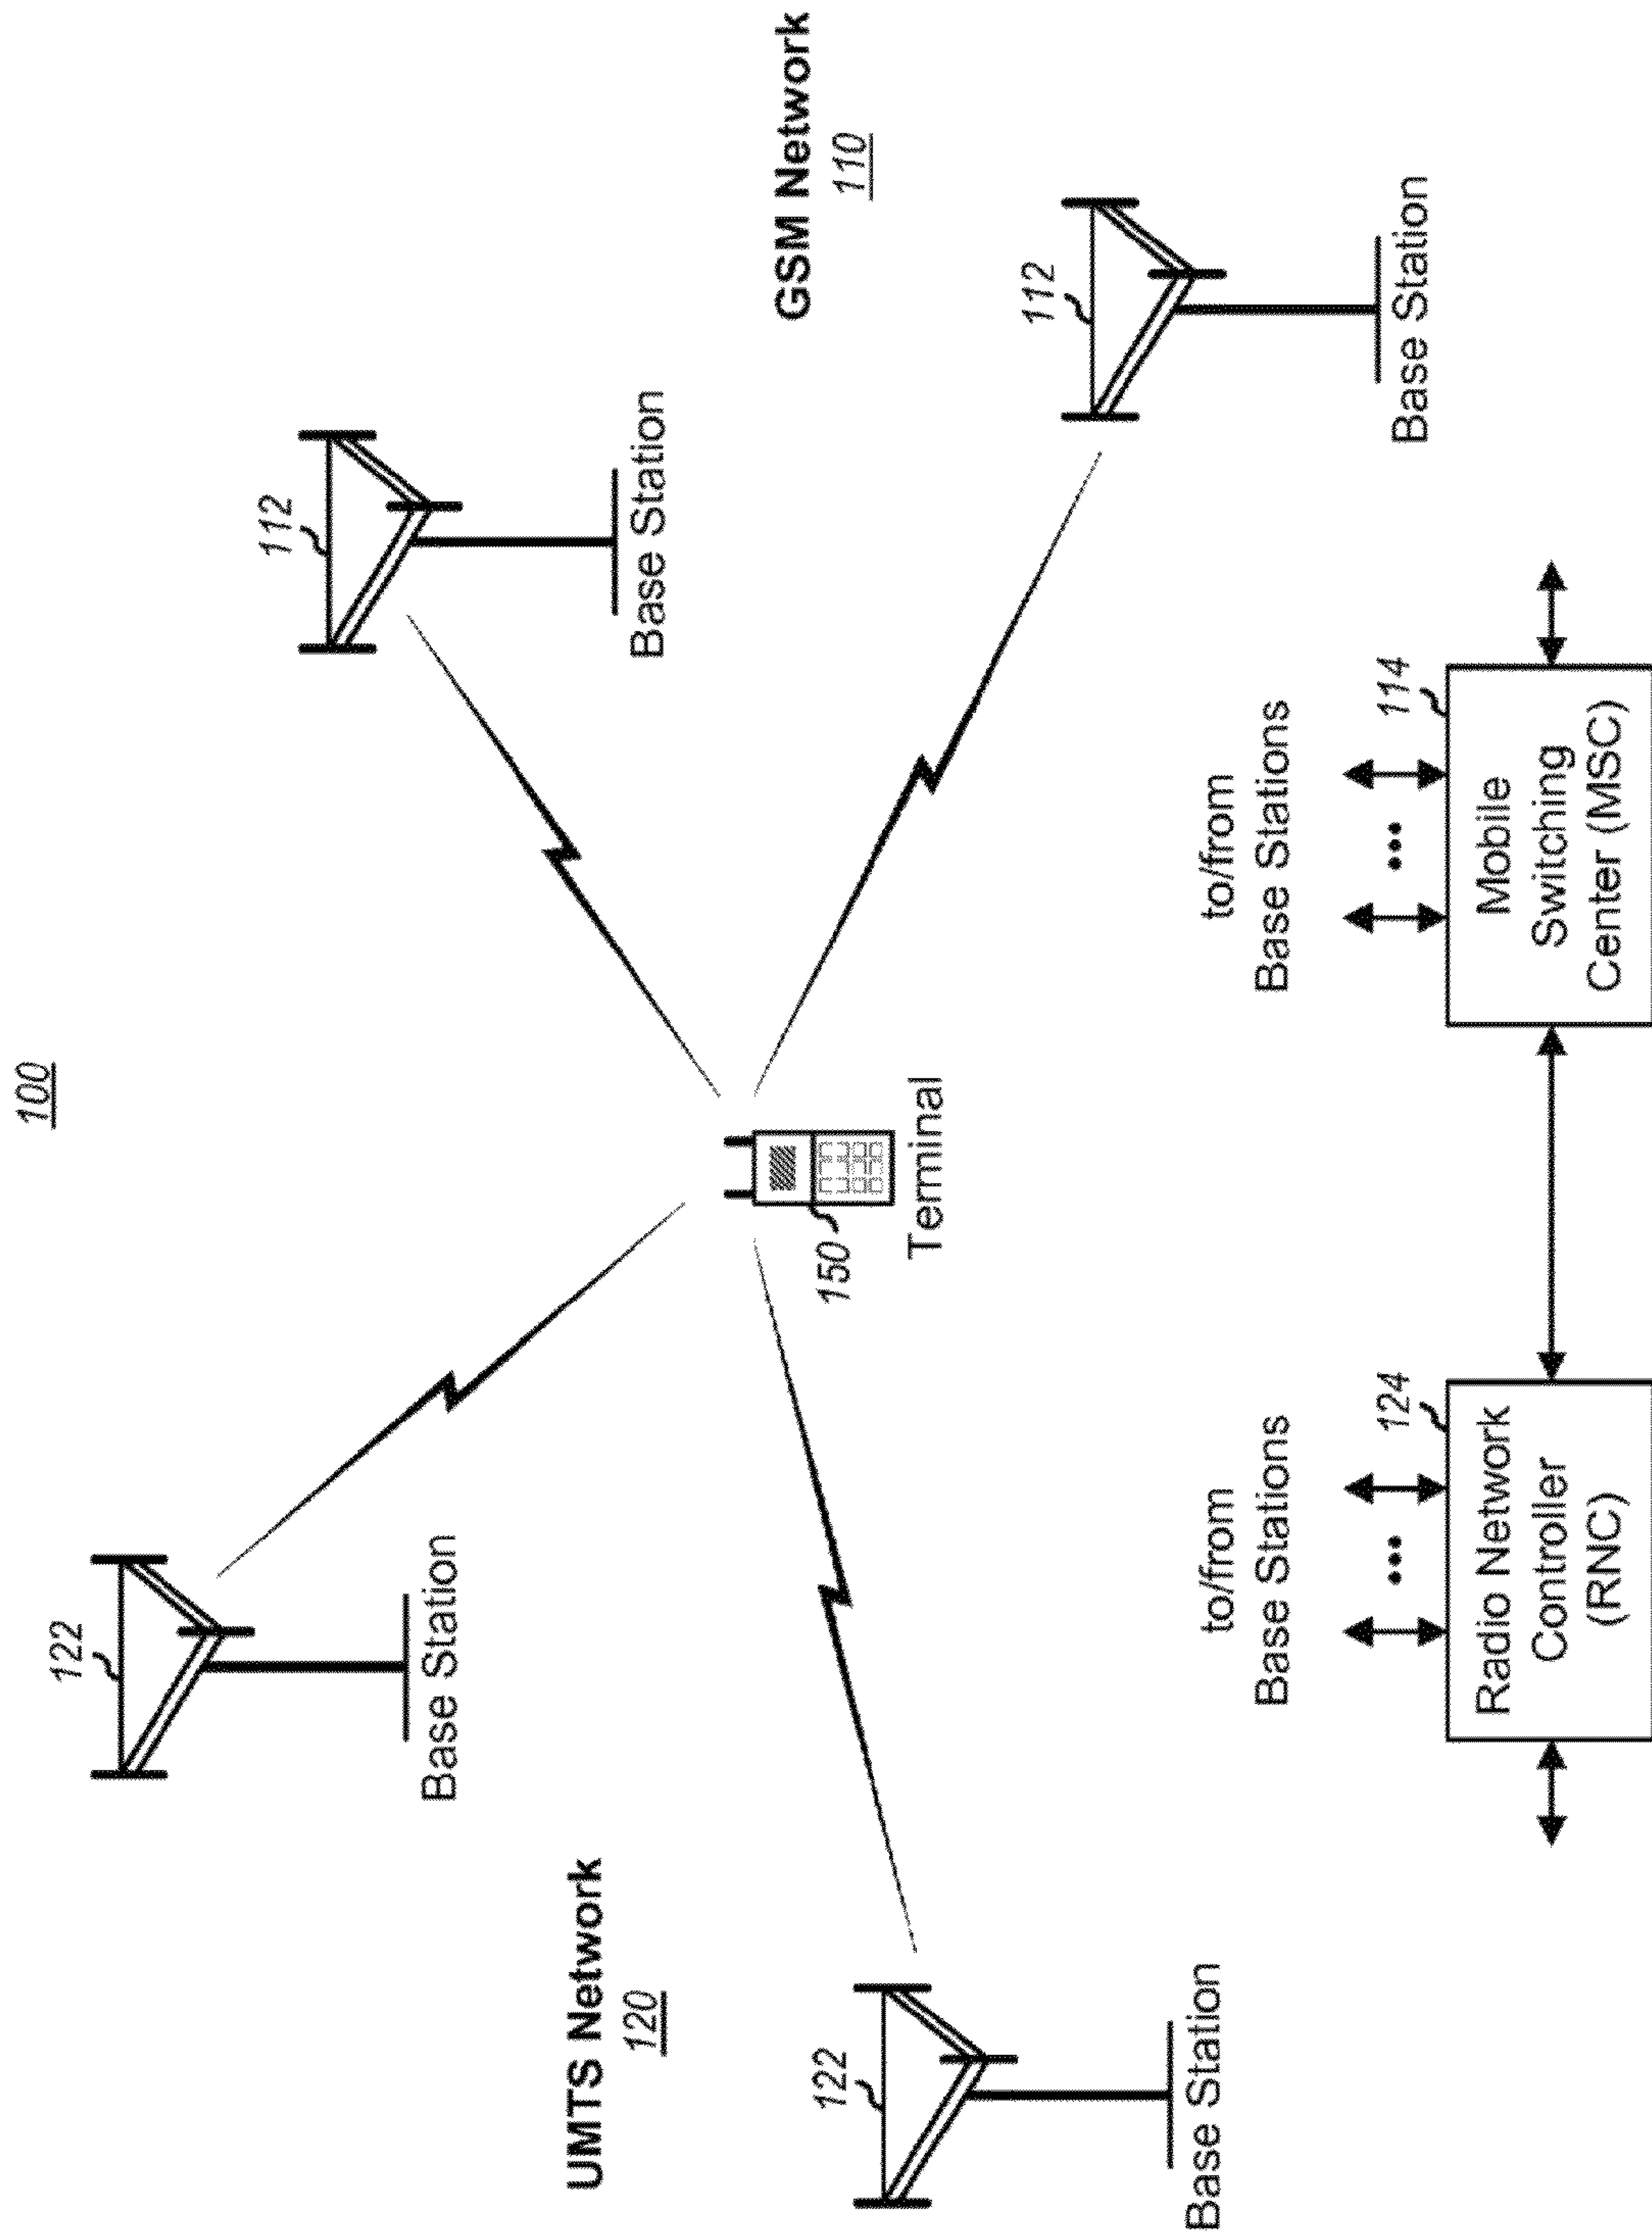 100
122
Base Station
112
Base Station
UMTS Network
120
GSM Network
110
122
Base Station
150
Terminal
112
Base Station
to/from
Base Stations
124
Radio Network
Controller
(RNC)
to/from
Base Stations
114
Mobile
Switching
Center (MSC)